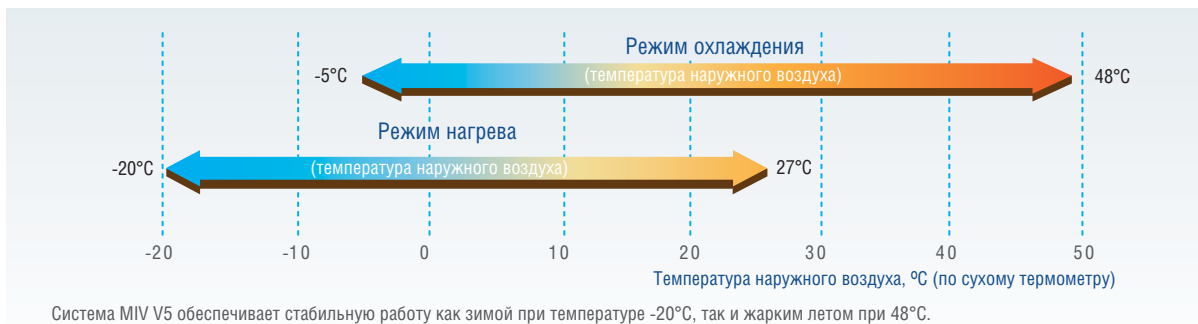 Режим охлаждения
-5°C (температура наружного воздуха) 48°C
Режим нагрева
-20°C (температура наружного воздуха) 27°C
-20 -10 0 10 20 30 40 50
Температура наружного воздуха, ºС (по сухому термометру)
Система MIV V5 обеспечивает стабильную работу как зимой при температуре -20°C, так и жарким летом при 48°C.